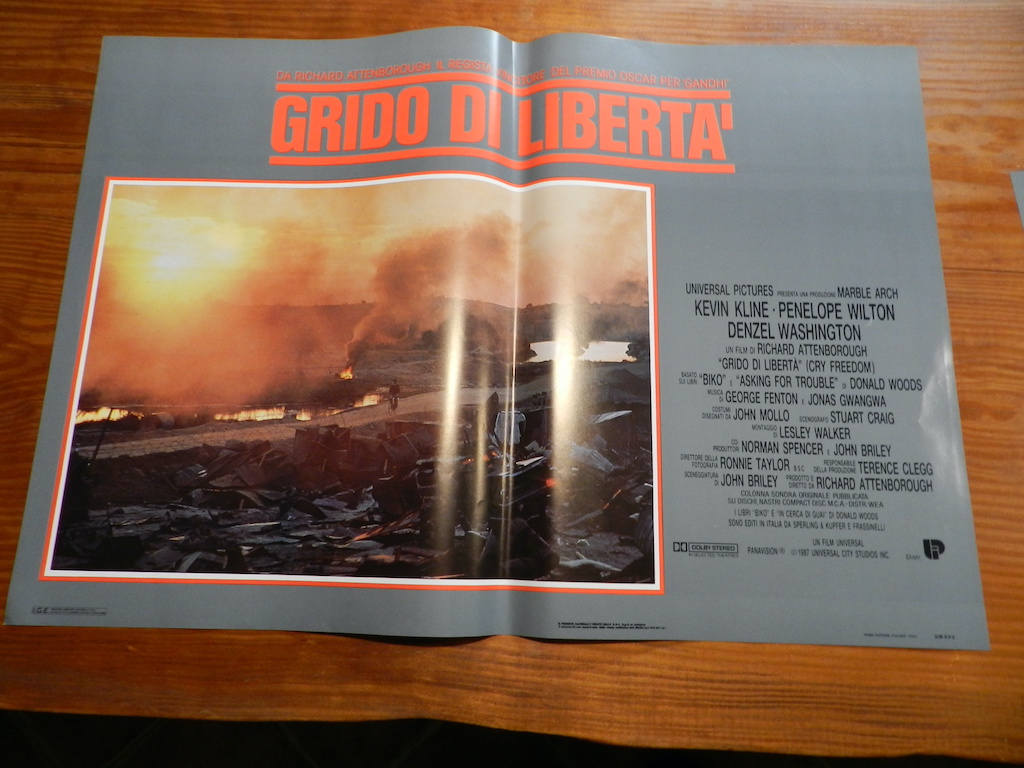 DA RICHARD ATTENBOROUGH IL REGISTA VINCITORE DEL PREMIO OSCAR PER "GANDHI"
GRIDO DI LIBERTA'
UNIVERSAL PICTURES PRESENTA UNA PRODUZIONE MARBLE ARCH
KEVIN KLINE · PENELOPE WILTON
DENZEL WASHINGTON
UN FILM DI RICHARD ATTENBOROUGH
"GRIDO DI LIBERTÀ" (CRY FREEDOM)
BASATO SUI LIBRI "BIKO" E "ASKING FOR TROUBLE" DI DONALD WOODS
MUSICA DI GEORGE FENTON E JONAS GWANGWA
COSTUMI DISEGNATI DA JOHN MOLLO SCENOGRAFO STUART CRAIG
MONTAGGIO DI LESLEY WALKER
CO-PRODUTTORI NORMAN SPENCER E JOHN BRILEY
DIRETTORE DELLA FOTOGRAFIA RONNIE TAYLOR B.S.C. RESPONSABILE DELLA PRODUZIONE TERENCE CLEGG
SCENEGGIATURA DI JOHN BRILEY PRODOTTO E DIRETTO DA RICHARD ATTENBOROUGH
COLONNA SONORA ORIGINALE PUBBLICATA
SU DISCHI, NASTRI COMPACT DISC M.C.A.-DISTR. WEA
I LIBRI "BIKO" E "IN CERCA DI GUAI" DI DONALD WOODS
SONO EDITI IN ITALIA DA SPERLING & KUPFER E FRASSINELLI
UN FILM UNIVERSAL
DOLBY STEREO PANAVISION ® © 1987 UNIVERSAL CITY STUDIOS INC.
IN SELECTED THEATRES
I.G.E.